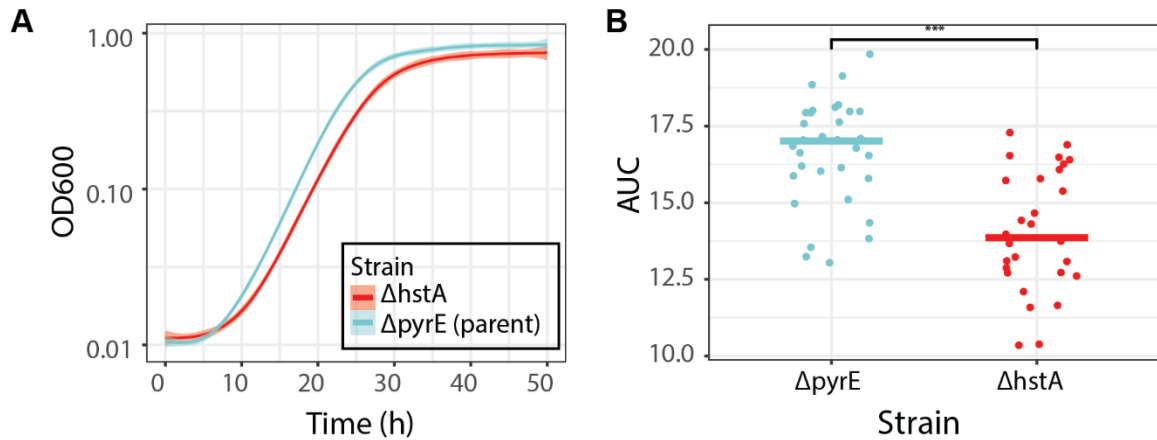 A
OD600
1.00
0.10
0.01
0 10 20 30 40 50
Time (h)
Strain
ΔhstA
ΔpyrE (parent)
B
AUC
20.0
17.5
15.0
12.5
10.0
***
ΔpyrE ΔhstA
Strain